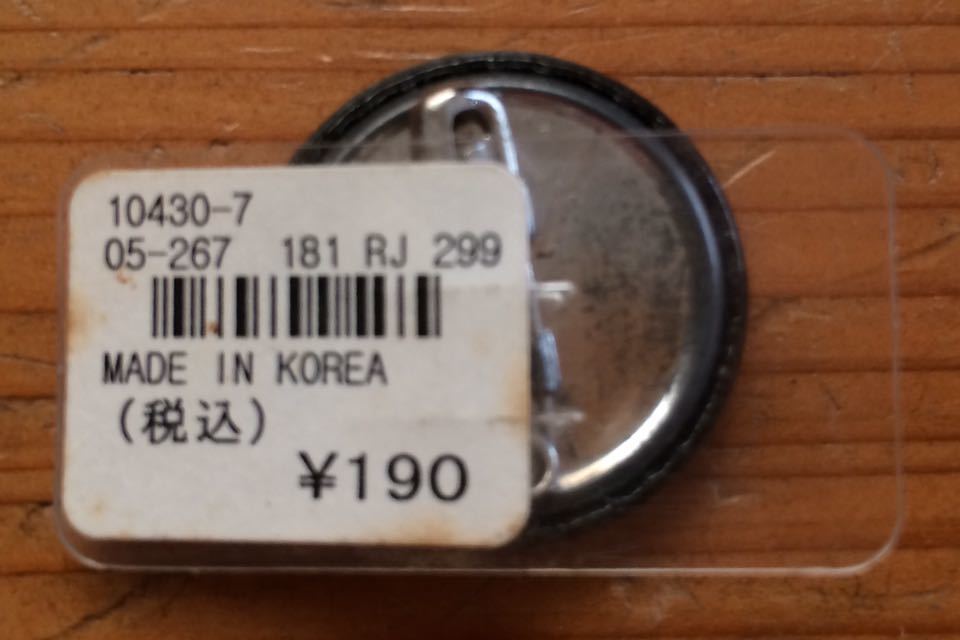 10430-7
05-267 181 RJ 299
MADE IN KOREA
(税込)
¥190